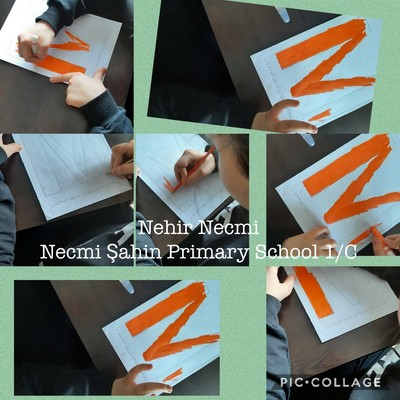 Nehir Necmi
Necmi Şahin Primary School 1/C
PIC•COLLAGE